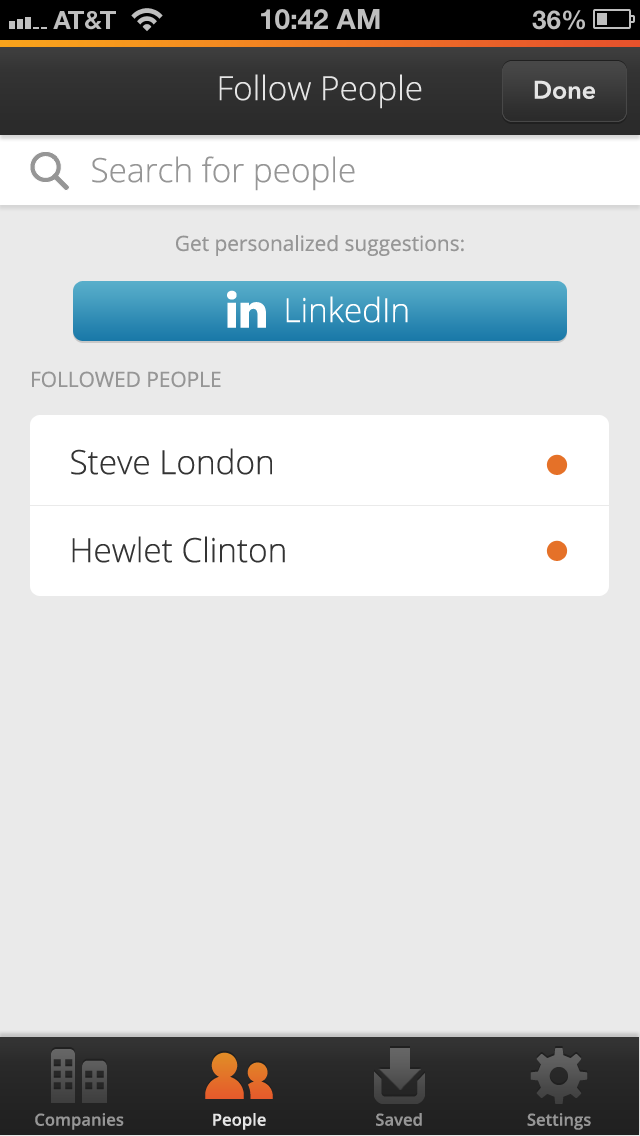 AT&T 10:42 AM 36%
Follow People Done
Search for people
Get personalized suggestions:
in LinkedIn
FOLLOWED PEOPLE
Steve London
Hewlet Clinton
Companies People Saved Settings